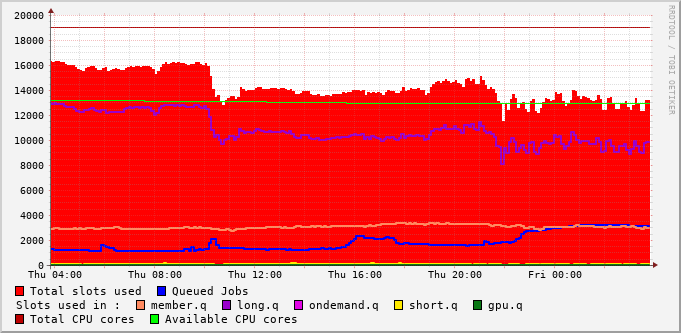 20000
18000
16000
14000
12000
10000
8000
6000
4000
2000
0
Thu 04:00 Thu 08:00 Thu 12:00 Thu 16:00 Thu 20:00 Fri 00:00
RRDTOOL / TOBI OETIKER
Total slots used Queued Jobs
Slots used in : member.q long.q ondemand.q short.q gpu.q
Total CPU cores Available CPU cores